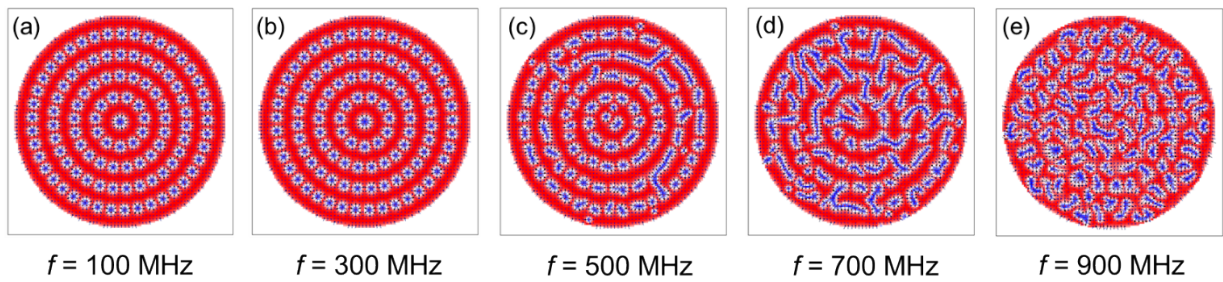 (a) (b) (c) (d) (e)
f = 100 MHz f = 300 MHz f = 500 MHz f = 700 MHz f = 900 MHz